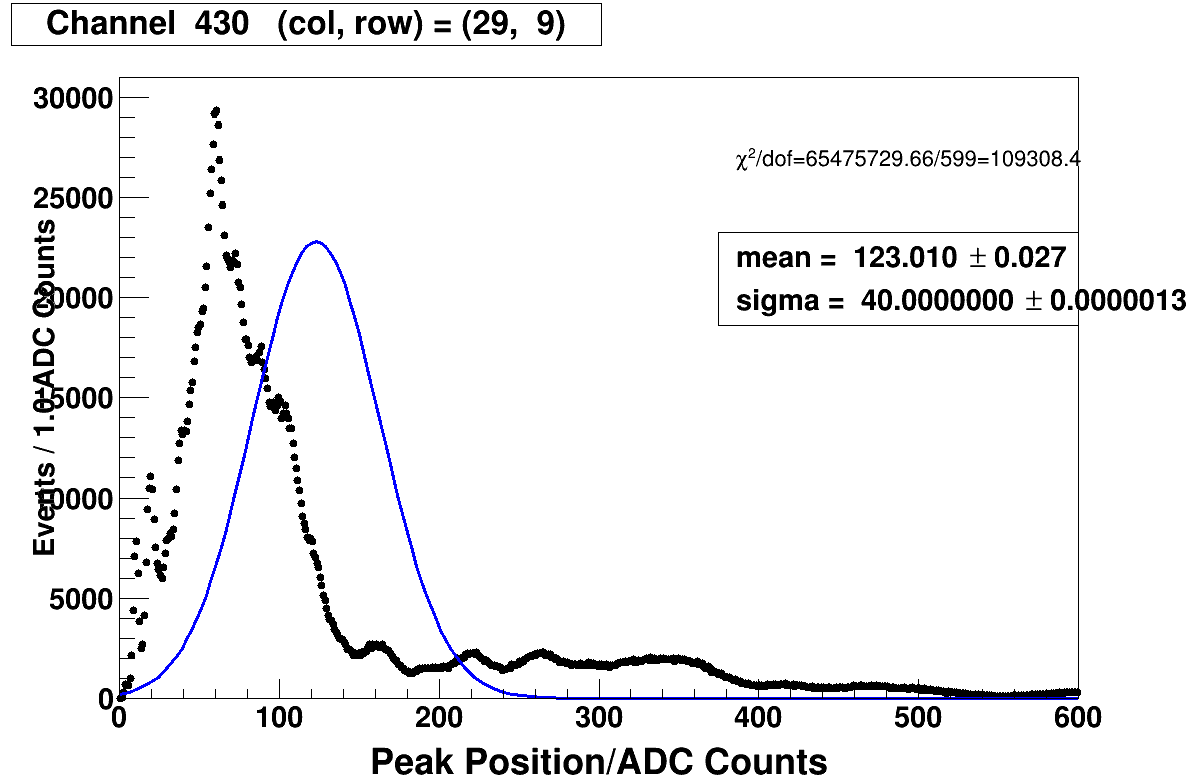 Channel 430 (col, row) = (29, 9)
χ²/dof=65475729.66/599=109308.4
mean = 123.010 ± 0.027
sigma = 40.0000000 ± 0.0000013
Events / 1.0 ADC Counts
30000
25000
20000
15000
10000
5000
0
0 100 200 300 400 500 600
Peak Position/ADC Counts